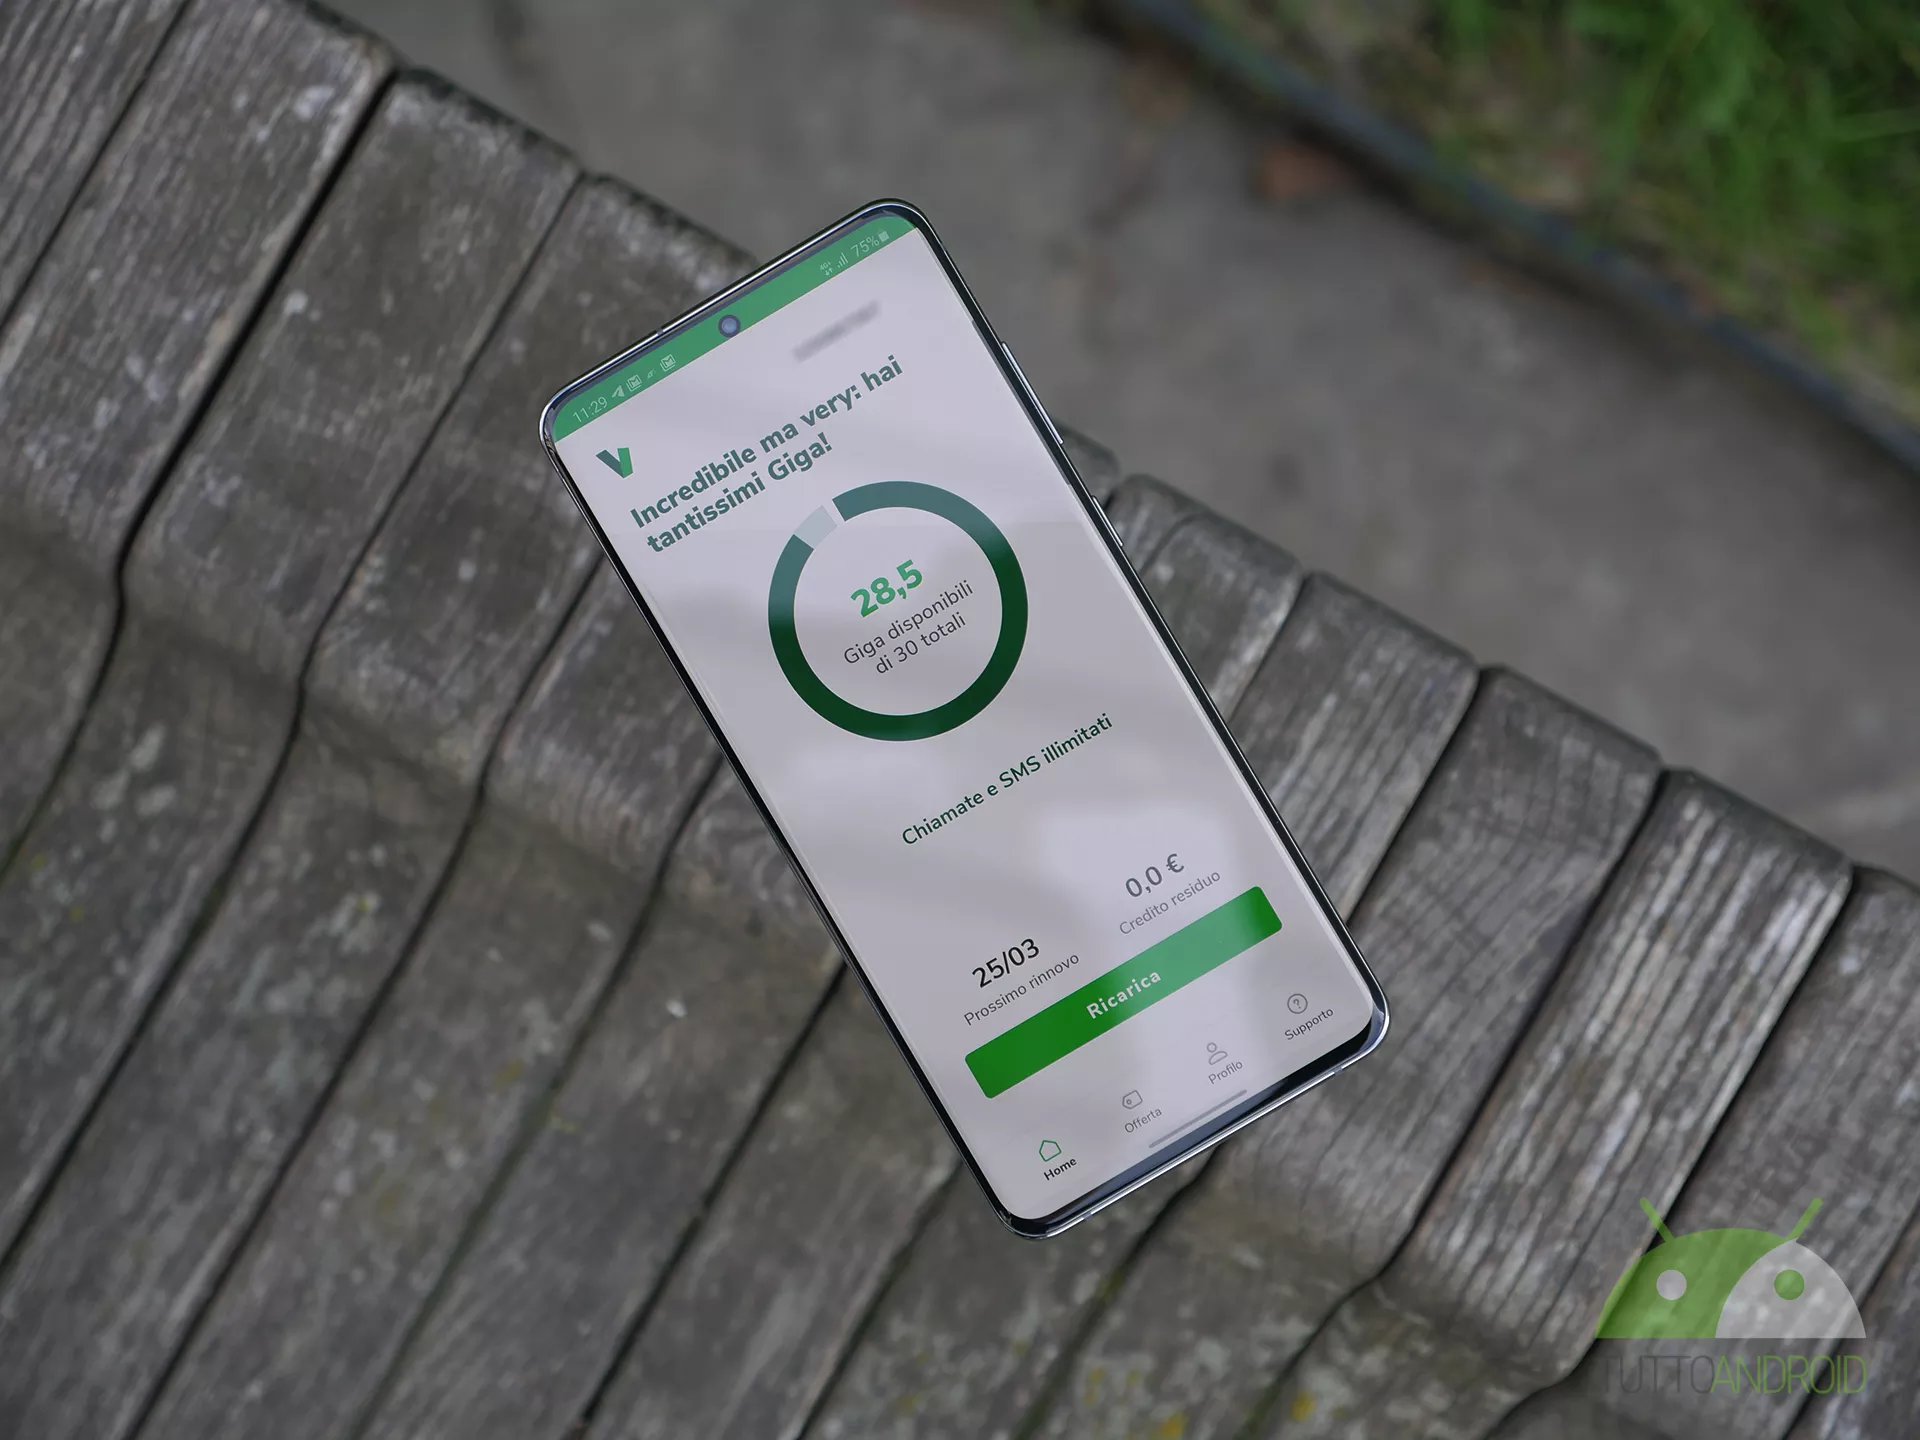 11:29
75%
Incredibile ma very: hai
tantissimi Giga!
28,5
Giga disponibili
di 30 totali
Chiamate e SMS illimitati
25/03
Prossimo rinnovo
0,0 €
Credito residuo
Ricarica
Home
Offerta
Profilo
Supporto
TUTTOANDROID